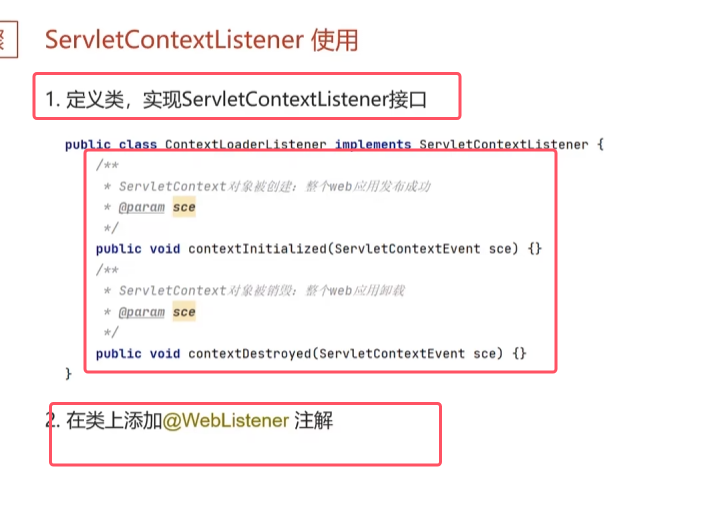 ServletContextListener 使用
1. 定义类，实现ServletContextListener接口
public class ContextLoaderListener implements ServletContextListener {
/**
* ServletContext对象被创建：整个web应用发布成功
* @param sce
*/
public void contextInitialized(ServletContextEvent sce) {}
/**
* ServletContext对象被销毁：整个web应用卸载
* @param sce
*/
public void contextDestroyed(ServletContextEvent sce) {}
}
2. 在类上添加@WebListener 注解